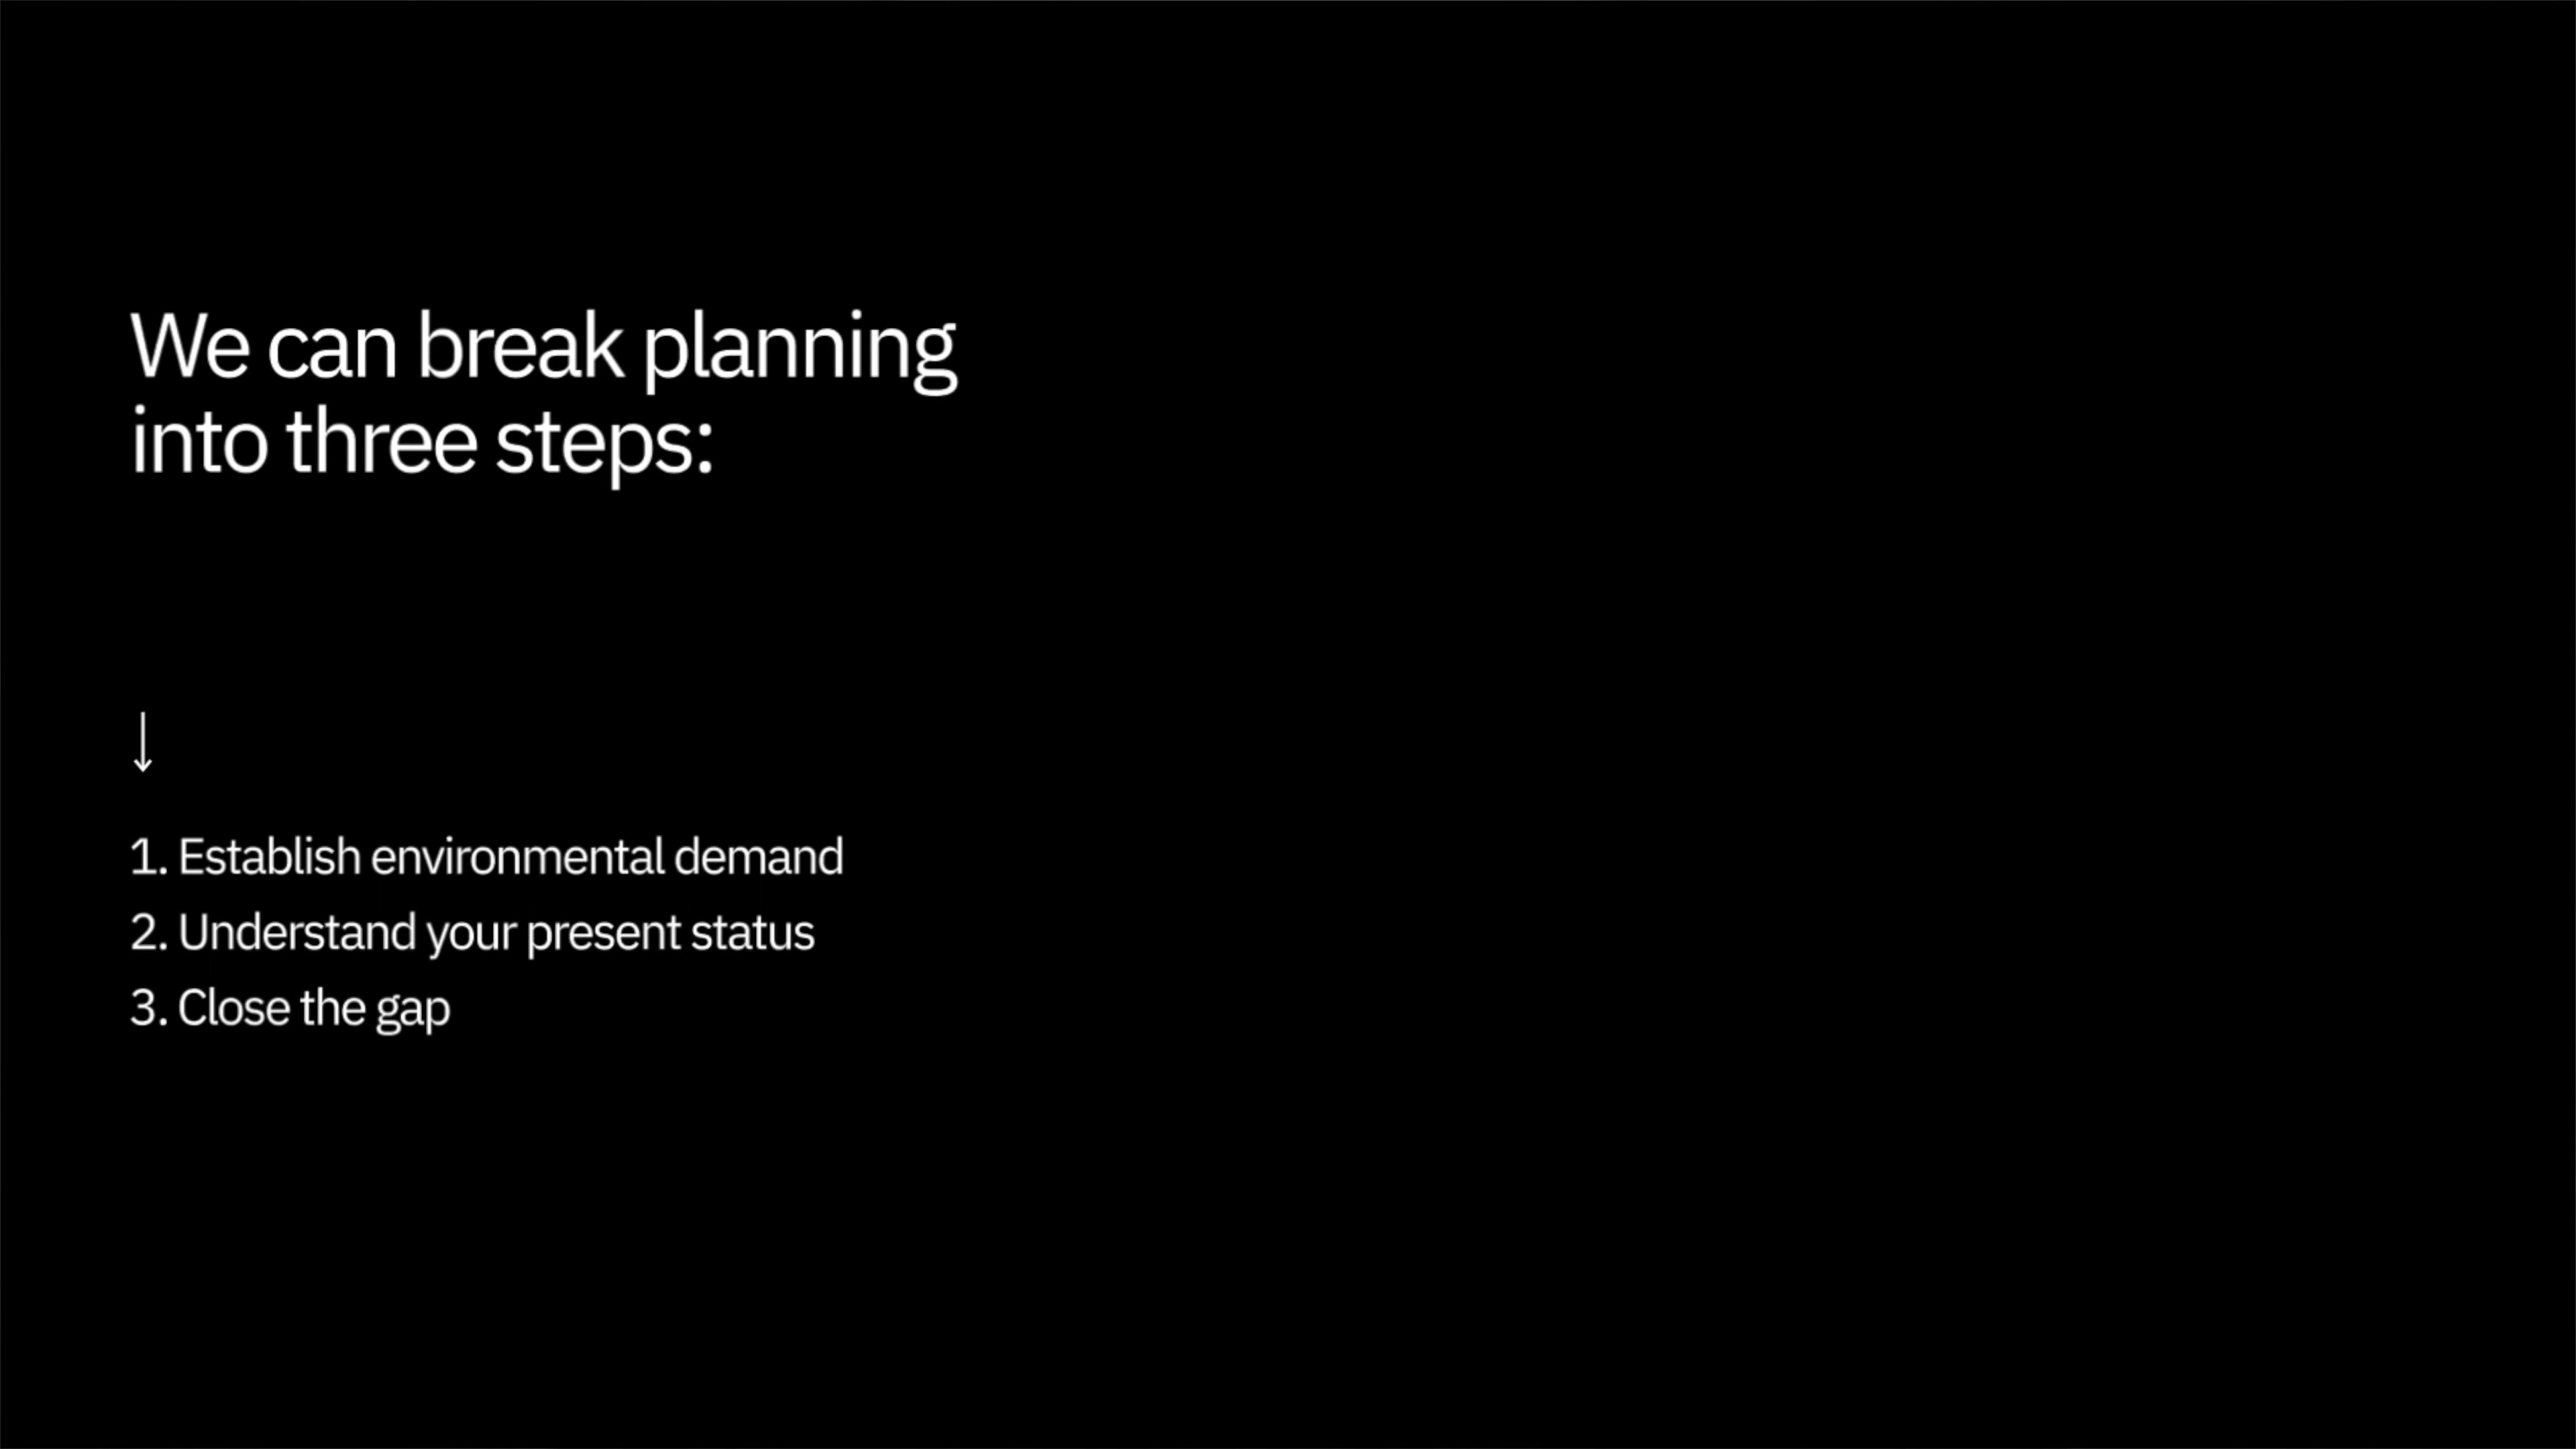 We can break planning
into three steps:
↓
1. Establish environmental demand
2. Understand your present status
3. Close the gap